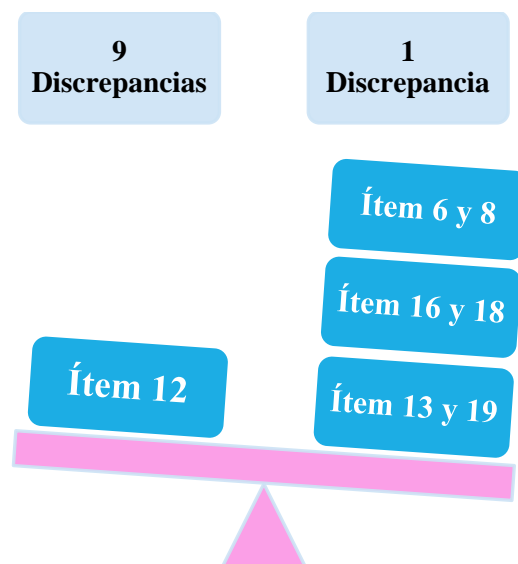 9
Discrepancias
1
Discrepancia
Ítem 6 y 8
Ítem 16 y 18
Ítem 12
Ítem 13 y 19